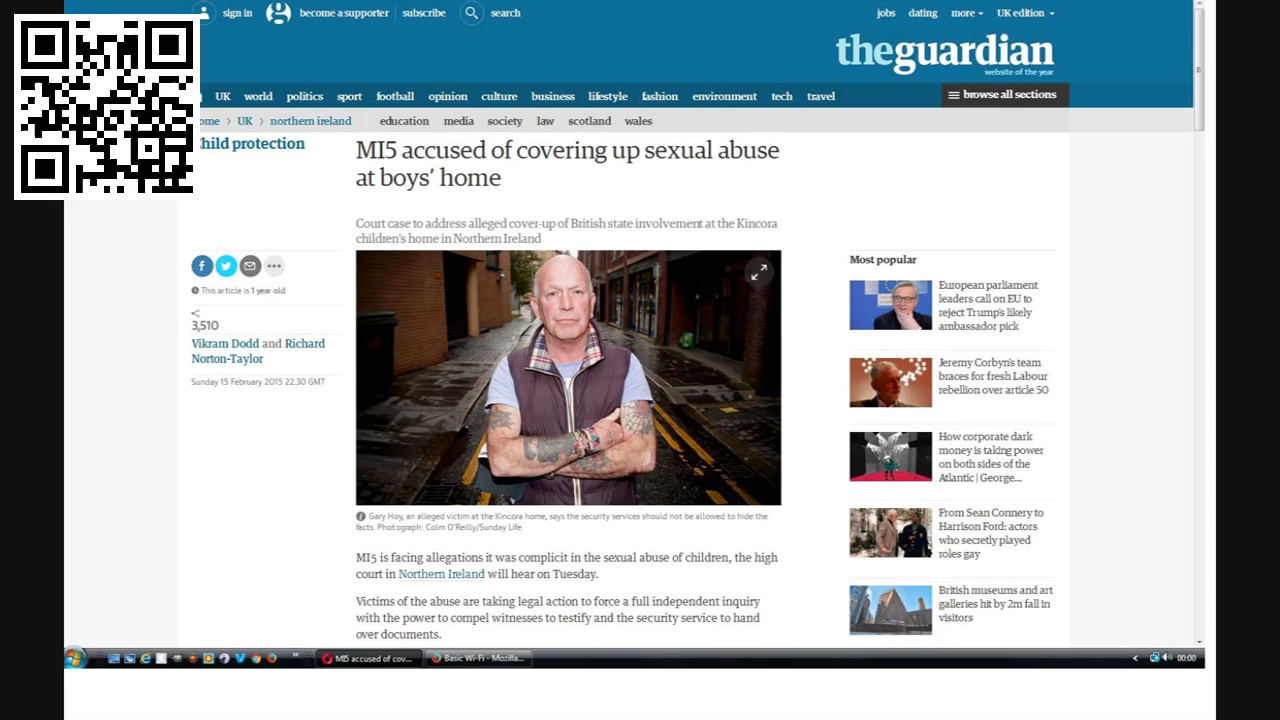 sign in
become a supporter
subscribe
search
jobs
dating
more
UK edition
theguardian
website of the year
UK
world
politics
sport
football
opinion
culture
business
lifestyle
fashion
environment
tech
travel
browse all sections
ome
UK
northern ireland
education
media
society
law
scotland
wales
hild protection
MI5 accused of covering up sexual abuse
at boys' home
Court case to address alleged cover-up of British state involvement at the Kincora
children's home in Northern Ireland
This article is 1 year old
3,510
Vikram Dodd and Richard
Norton-Taylor
Sunday 15 February 2015 22.30 GMT
Gary Hoy, an alleged victim at the Kincora home, says the security services should not be allowed to hide the
facts. Photograph: Colm O'Reilly/Sunday Life
MI5 is facing allegations it was complicit in the sexual abuse of children, the high
court in Northern Ireland will hear on Tuesday.
Victims of the abuse are taking legal action to force a full independent inquiry
with the power to compel witnesses to testify and the security service to hand
over documents.
Most popular
European parliament
leaders call on EU to
reject Trump's likely
ambassador pick
Jeremy Corbyn's team
braces for fresh Labour
rebellion over article 50
How corporate dark
money is taking power
on both sides of the
Atlantic | George...
From Sean Connery to
Harrison Ford: actors
who secretly played
roles gay
British museums and art
galleries hit by 2m fall in
visitors
MI5 accused of cov...
Basic Wi-Fi - Mozilla...
00:00